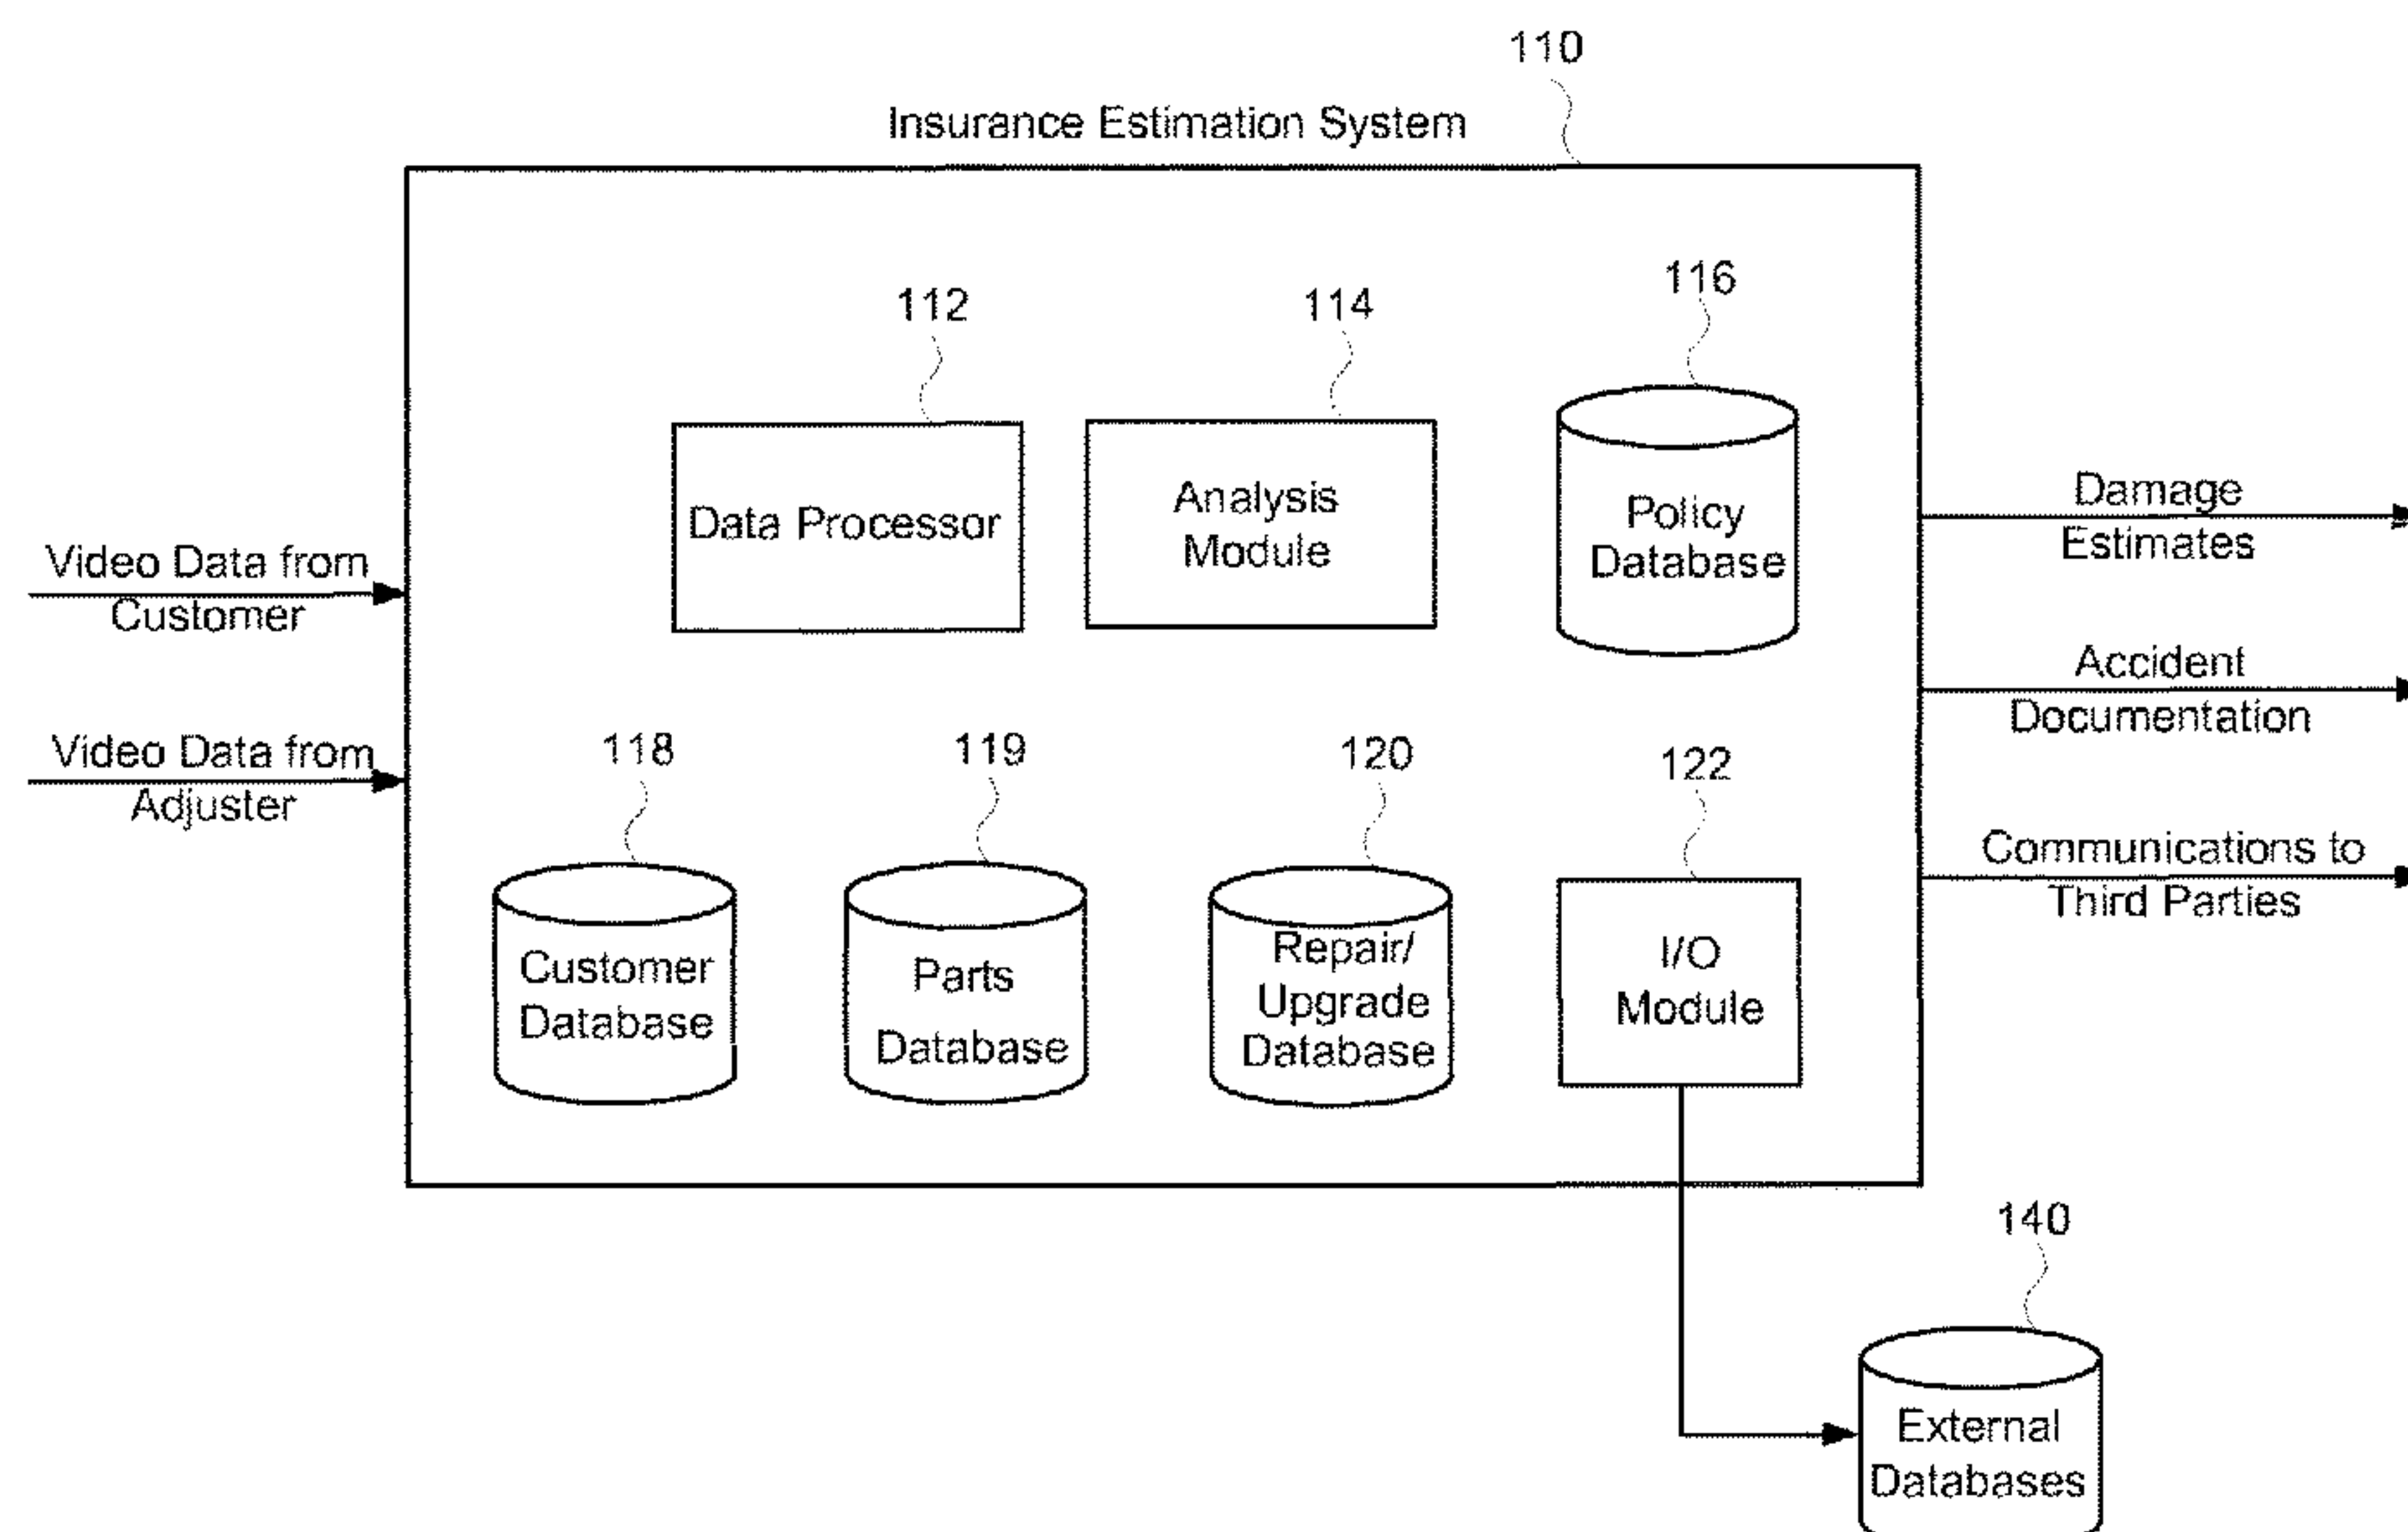 110
Insurance Estimation System
112
114
116
Data Processor
Analysis
Module
Policy
Database
Video Data from
Customer
Video Data from
Adjuster
Damage
Estimates
Accident
Documentation
Communications to
Third Parties
118
119
120
122
Customer
Database
Parts
Database
Repair/
Upgrade
Database
I/O
Module
140
External
Databases